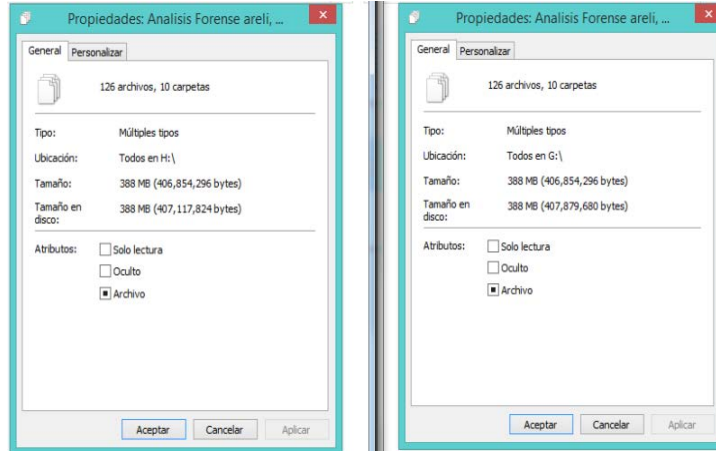 Propiedades: Analisis Forense areli, ...
General Personalizar
126 archivos, 10 carpetas
Tipo: Múltiples tipos
Ubicación: Todos en H:\
Tamaño: 388 MB (406,854,296 bytes)
Tamaño en disco: 388 MB (407,117,824 bytes)
Atributos: Solo lectura
Oculto
Archivo
Aceptar Cancelar Aplicar
Propiedades: Analisis Forense areli, ...
General Personalizar
126 archivos, 10 carpetas
Tipo: Múltiples tipos
Ubicación: Todos en G:\
Tamaño: 388 MB (406,854,296 bytes)
Tamaño en disco: 388 MB (407,879,680 bytes)
Atributos: Solo lectura
Oculto
Archivo
Aceptar Cancelar Aplicar